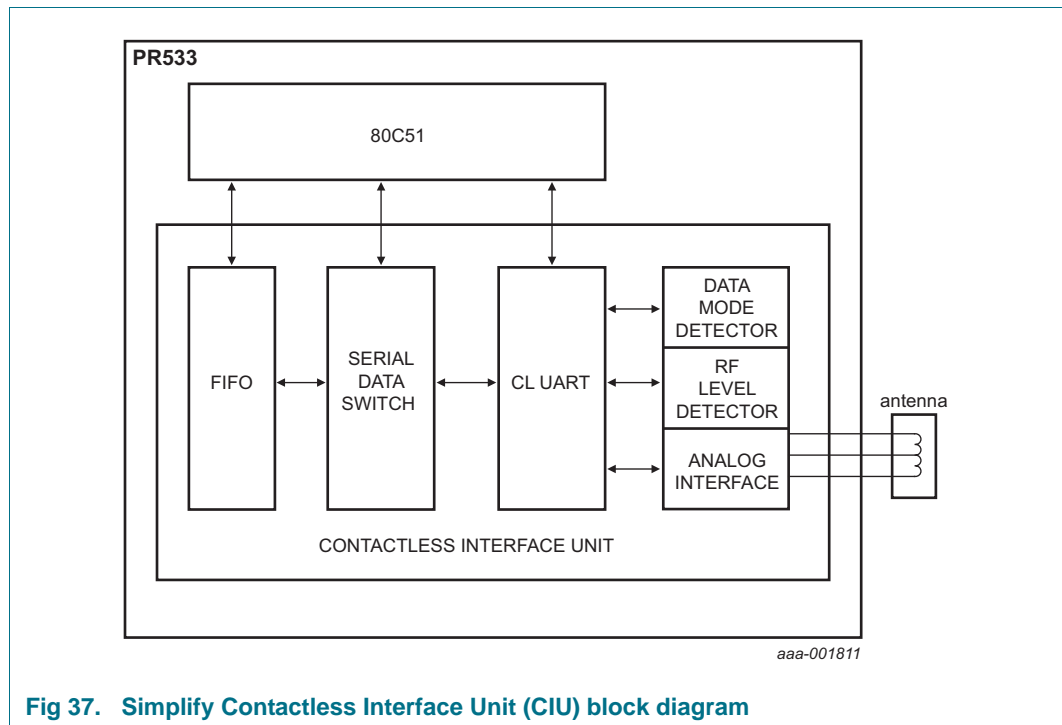 PR533
80C51
FIFO
SERIAL
DATA
SWITCH
CL UART
DATA
MODE
DETECTOR
RF
LEVEL
DETECTOR
ANALOG
INTERFACE
antenna
CONTACTLESS INTERFACE UNIT
aaa-001811
Fig 37. Simplify Contactless Interface Unit (CIU) block diagram